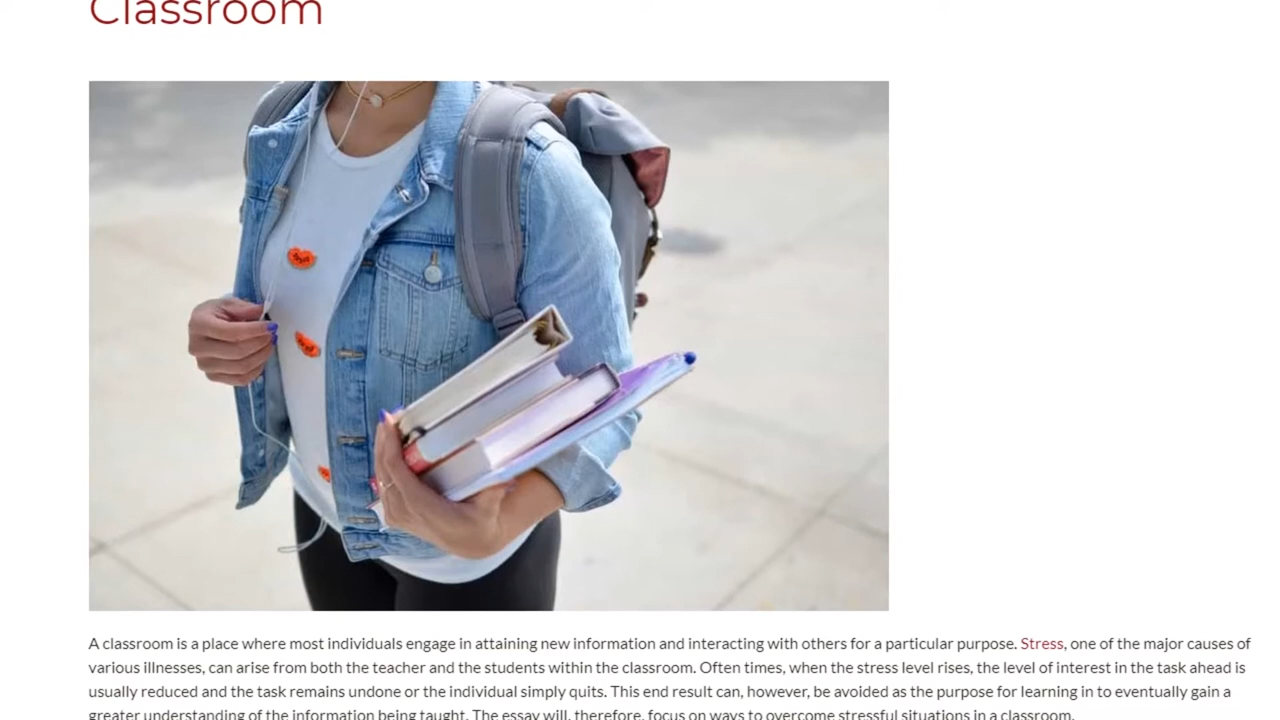 Classroom
A classroom is a place where most individuals engage in attaining new information and interacting with others for a particular purpose. Stress, one of the major causes of
various illnesses, can arise from both the teacher and the students within the classroom. Often times, when the stress level rises, the level of interest in the task ahead is
usually reduced and the task remains undone or the individual simply quits. This end result can, however, be avoided as the purpose for learning in to eventually gain a
greater understanding of the information being taught. The essay will, therefore, focus on ways to overcome stressful situations in a classroom.